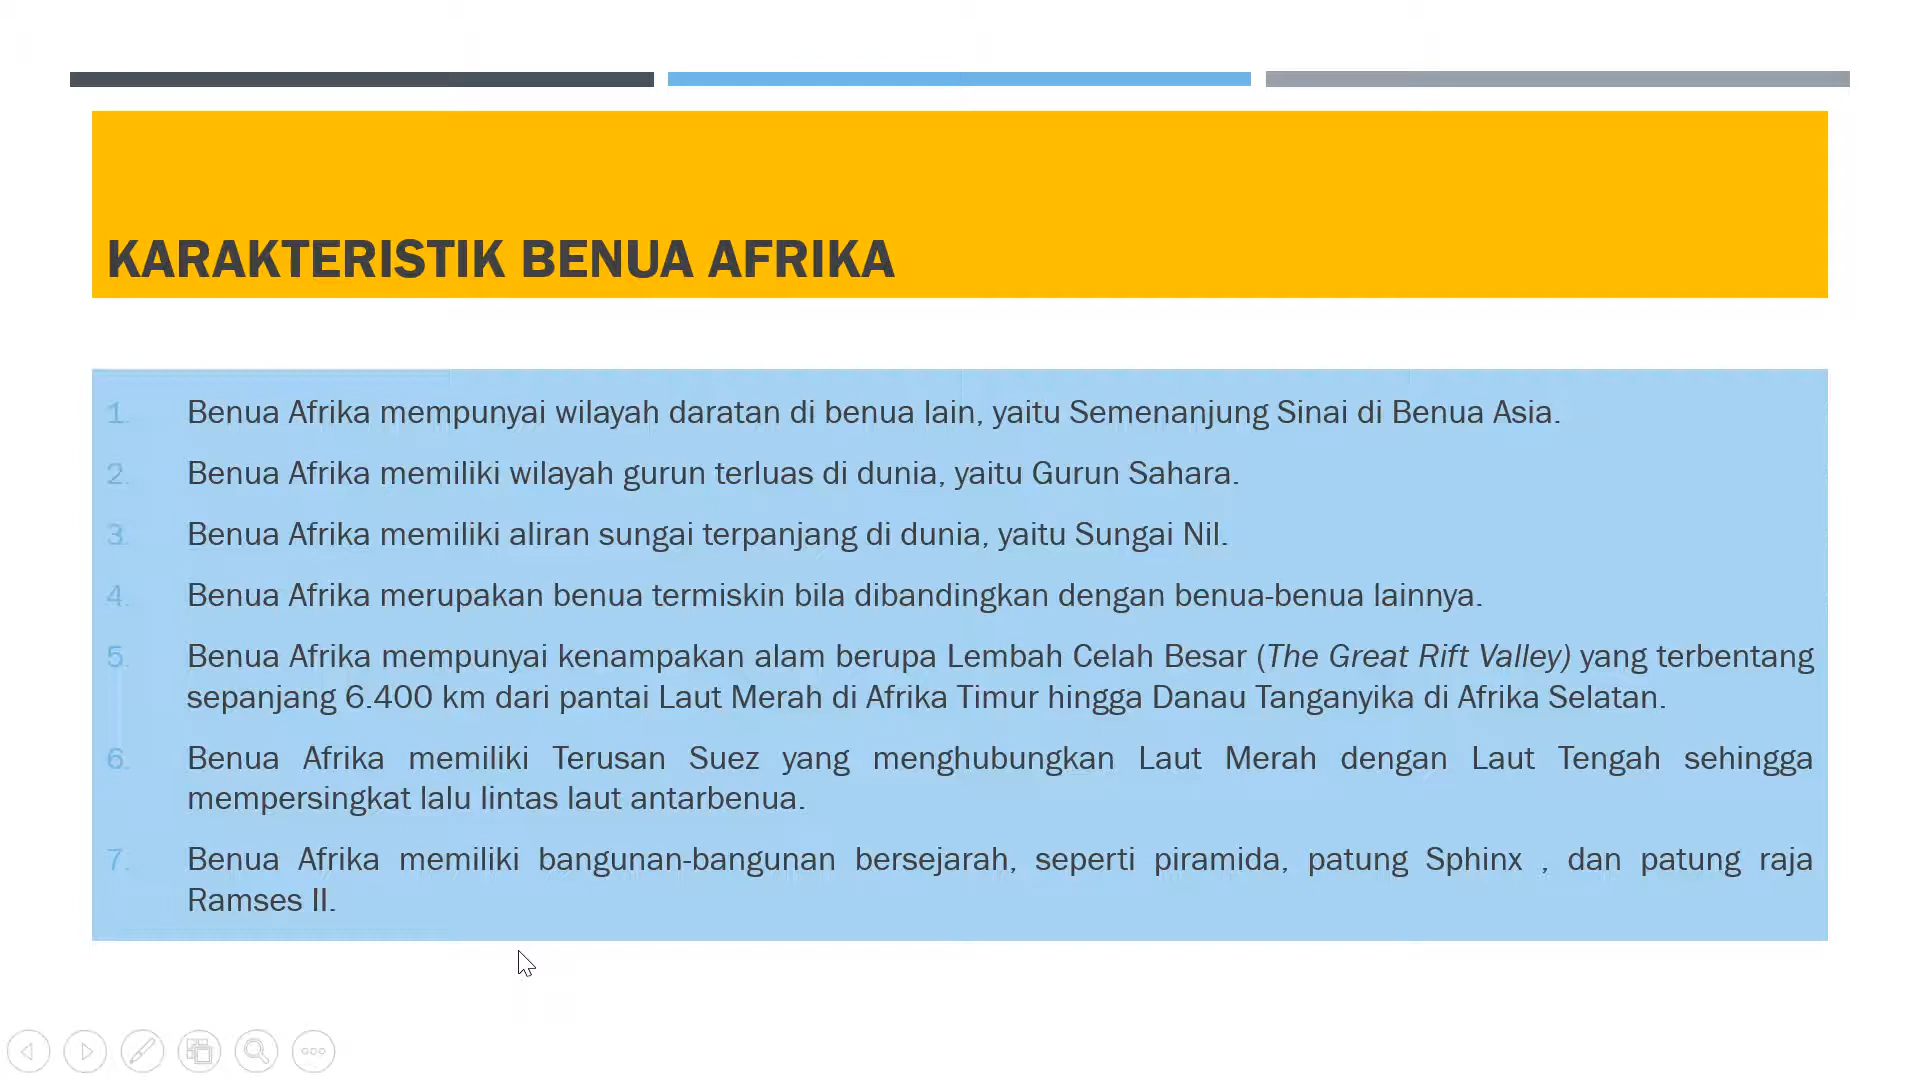 KARAKTERISTIK BENUA AFRIKA
1. Benua Afrika mempunyai wilayah daratan di benua lain, yaitu Semenanjung Sinai di Benua Asia.
2. Benua Afrika memiliki wilayah gurun terluas di dunia, yaitu Gurun Sahara.
3. Benua Afrika memiliki aliran sungai terpanjang di dunia, yaitu Sungai Nil.
4. Benua Afrika merupakan benua termiskin bila dibandingkan dengan benua-benua lainnya.
5. Benua Afrika mempunyai kenampakan alam berupa Lembah Celah Besar (The Great Rift Valley) yang terbentang
sepanjang 6.400 km dari pantai Laut Merah di Afrika Timur hingga Danau Tanganyika di Afrika Selatan.
6. Benua Afrika memiliki Terusan Suez yang menghubungkan Laut Merah dengan Laut Tengah sehingga
mempersingkat lalu lintas laut antarbenua.
7. Benua Afrika memiliki bangunan-bangunan bersejarah, seperti piramida, patung Sphinx , dan patung raja
Ramses II.